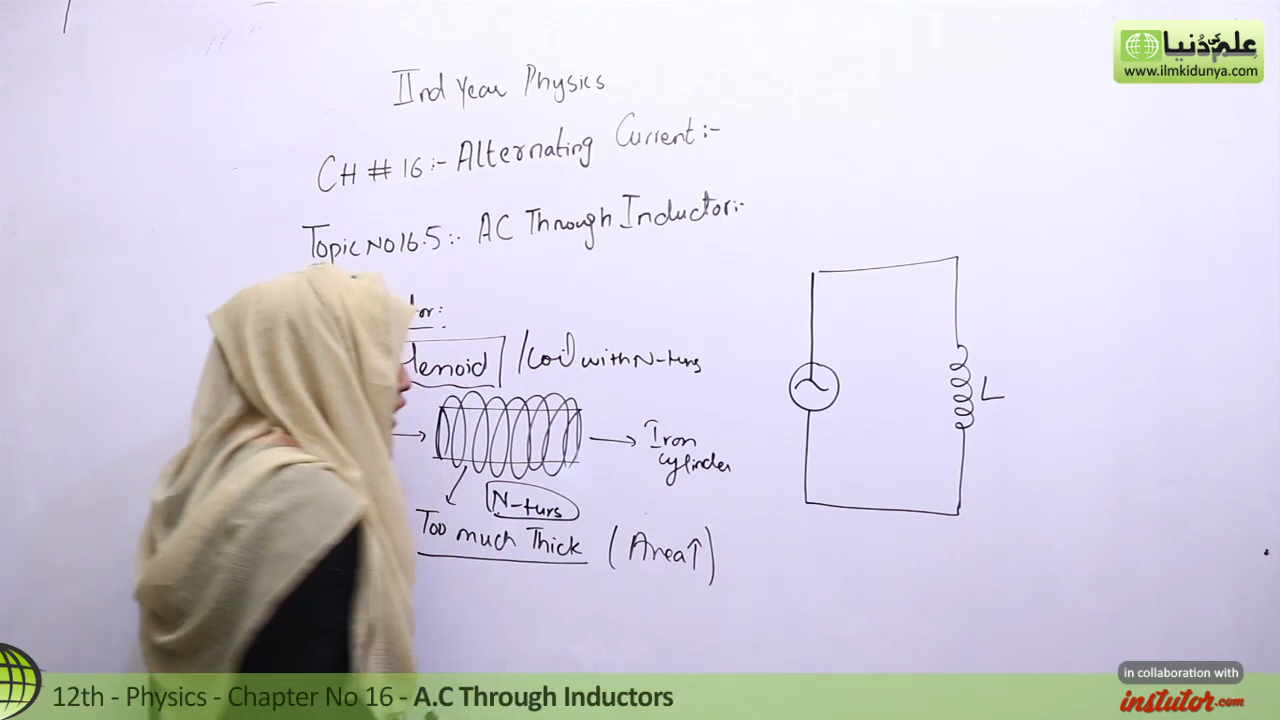 علم کی دُنیا
www.ilmkidunya.com
IInd Year Physics
CH # 16:- Alternating Current:-
Topic No 16.5:- AC Through Inductor:-
tor:
lenoid /Coil with N-turs
Iron
cylinder
N-turs
Too much Thick (Area↑)
L
in collaboration with
instutor.com
12th - Physics - Chapter No 16 - A.C Through Inductors